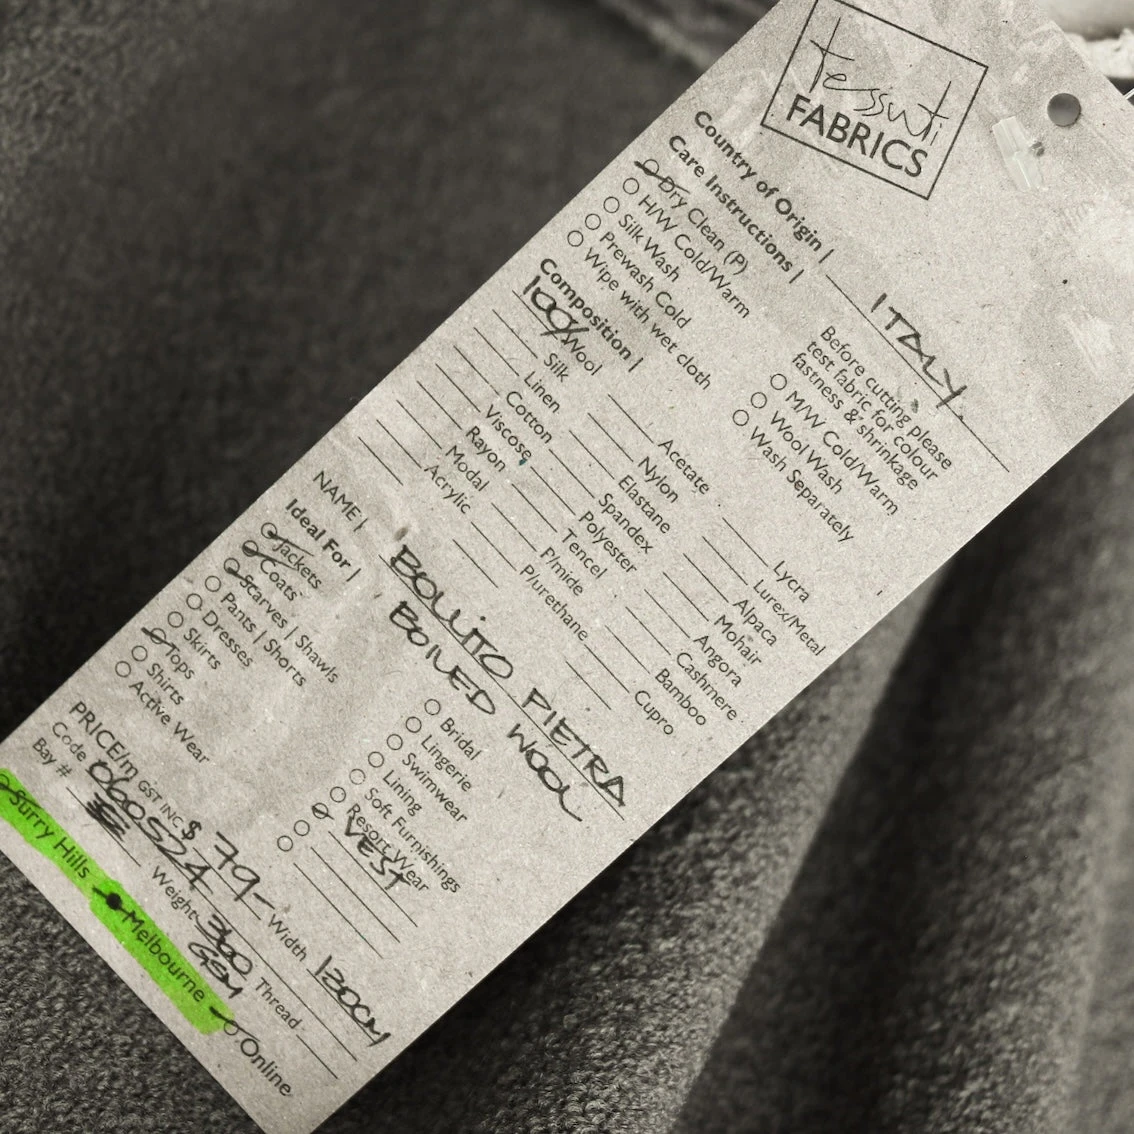 tessuti
FABRICS
Country of Origin | ITALY.
Care Instructions |
Dry Clean (P)
H/W Cold/Warm
Silk Wash
Prewash Cold
Wipe with wet cloth
Before cutting please
test fabric for colour
fastness & shrinkage
M/W Cold/Warm
Wool Wash
Wash Separately
Composition |
100% Wool
Silk
Linen
Cotton
Viscose
Rayon
Modal
Acrylic
Acetate
Nylon
Elastane
Spandex
Polyester
Tencel
P/mide
P/urethane
Lycra
Lurex/Metal
Alpaca
Mohair
Angora
Cashmere
Bamboo
Cupro
NAME | BOLLITO PIETRA
BOILED WOOL
Ideal For |
Jackets
Coats
Scarves | Shawls
Pants | Shorts
Dresses
Skirts
Tops
Shirts
Active Wear
Bridal
Lingerie
Swimwear
Lining
Soft Furnishings
Resort Wear
VEST
PRICE/m GST INC $ 79- Width 130CM
Code 060524 Weight 360 GSM Thread
Bay #
Surry Hills Melbourne Online